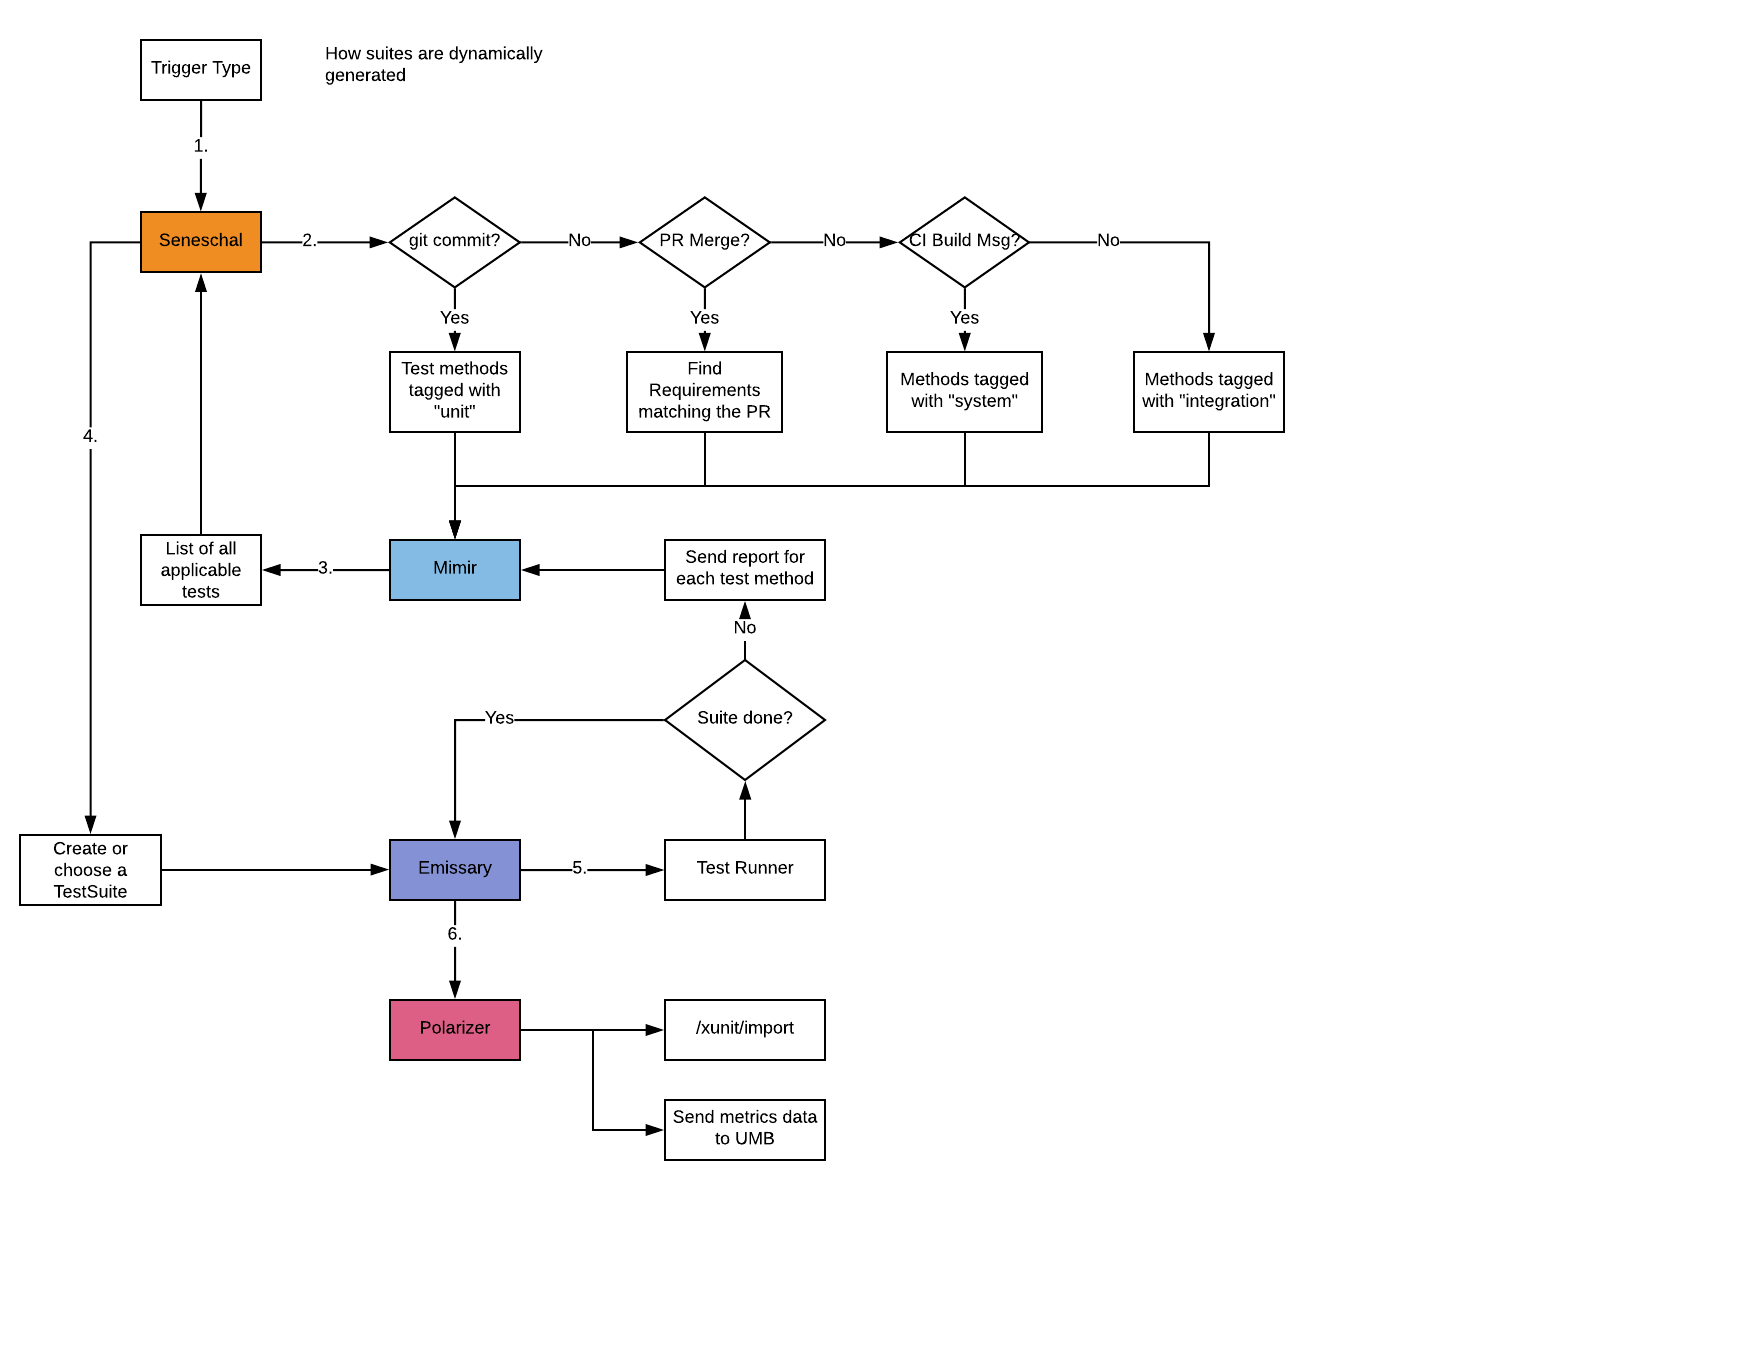 Trigger Type
How suites are dynamically
generated
1.
Seneschal
2.
git commit?
No
PR Merge?
No
CI Build Msg?
No
Yes
Yes
Yes
Test methods
tagged with
"unit"
Find
Requirements
matching the PR
Methods tagged
with "system"
Methods tagged
with "integration"
4.
List of all
applicable
tests
3.
Mimir
Send report for
each test method
No
Suite done?
Yes
Create or
choose a
TestSuite
Emissary
5.
Test Runner
6.
Polarizer
/xunit/import
Send metrics data
to UMB